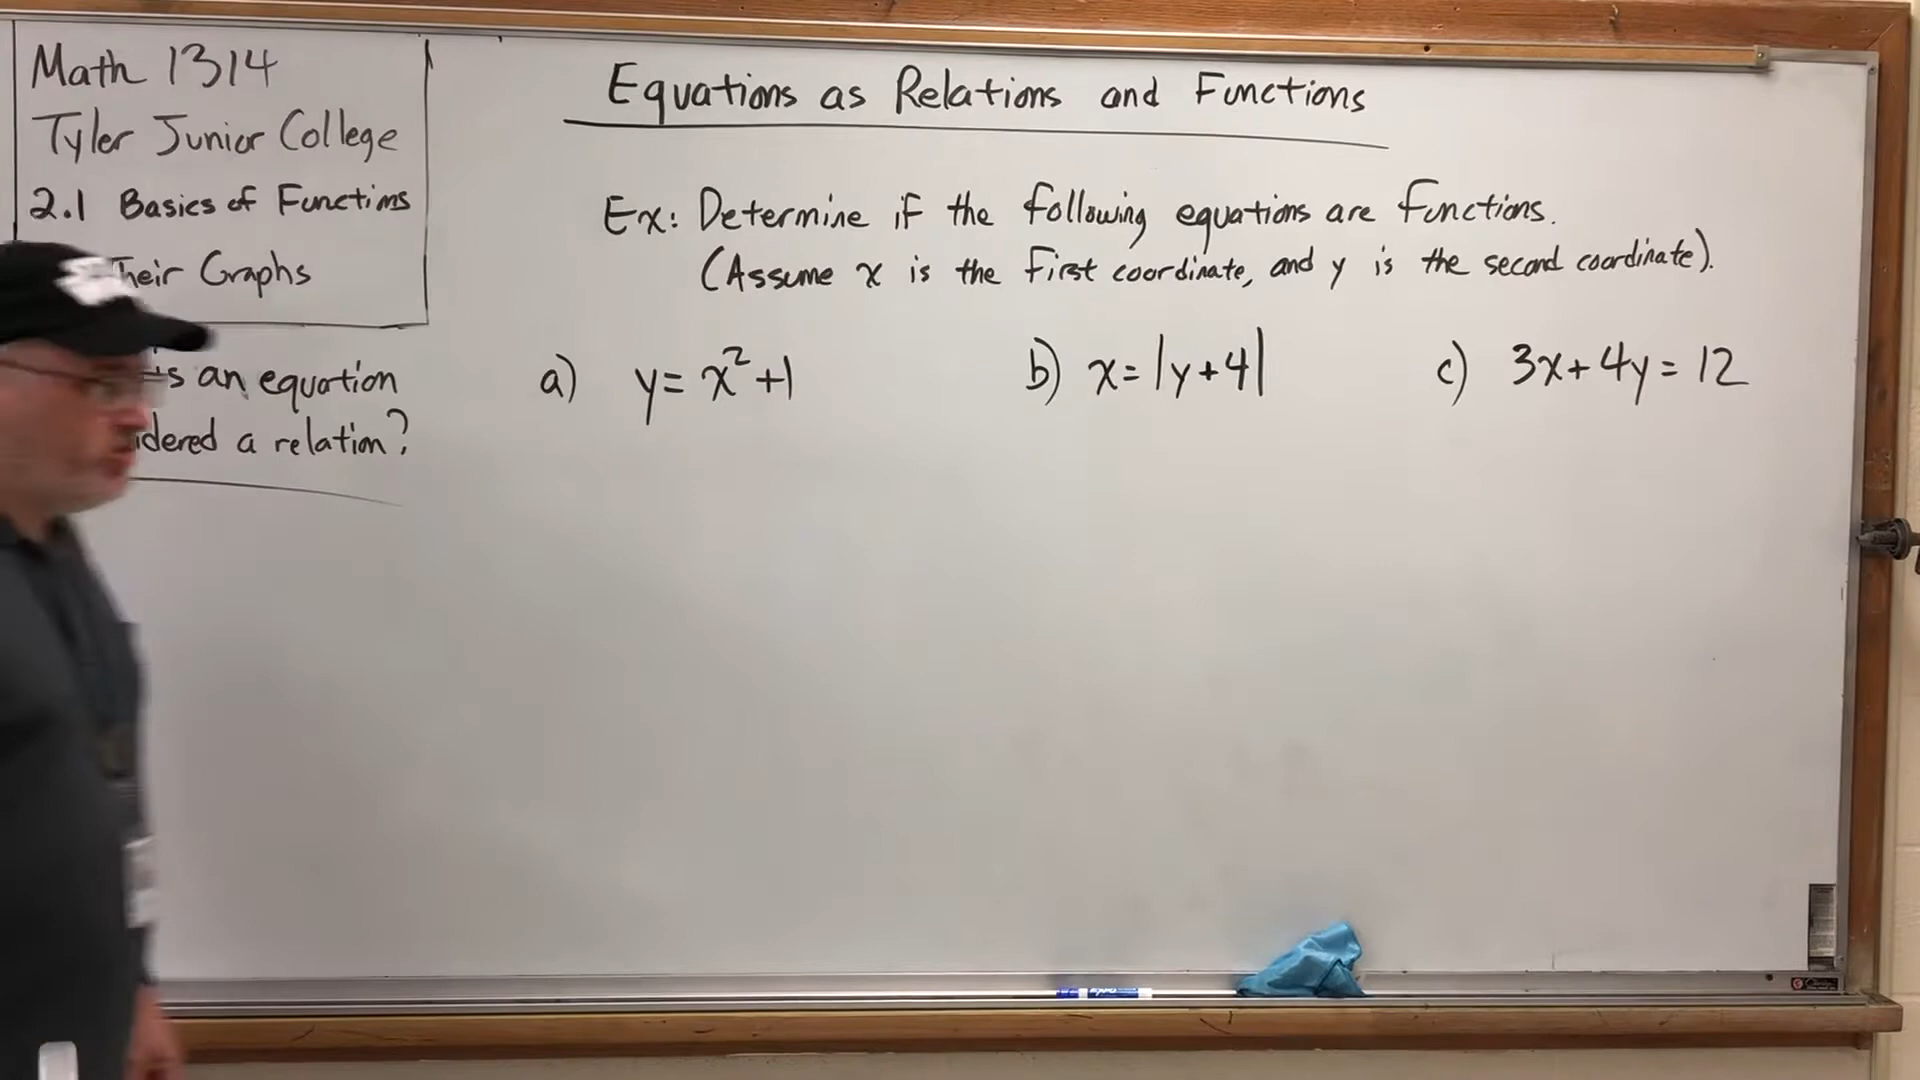 Math 1314
Tyler Junior College
2.1 Basics of Functions
Their Graphs
an equation
a relation?
Equations as Relations and Functions
Ex: Determine if the following equations are functions.
(Assume x is the first coordinate, and y is the second coordinate).
a) y = x²+1
b) x = |y+4|
c) 3x+4y = 12